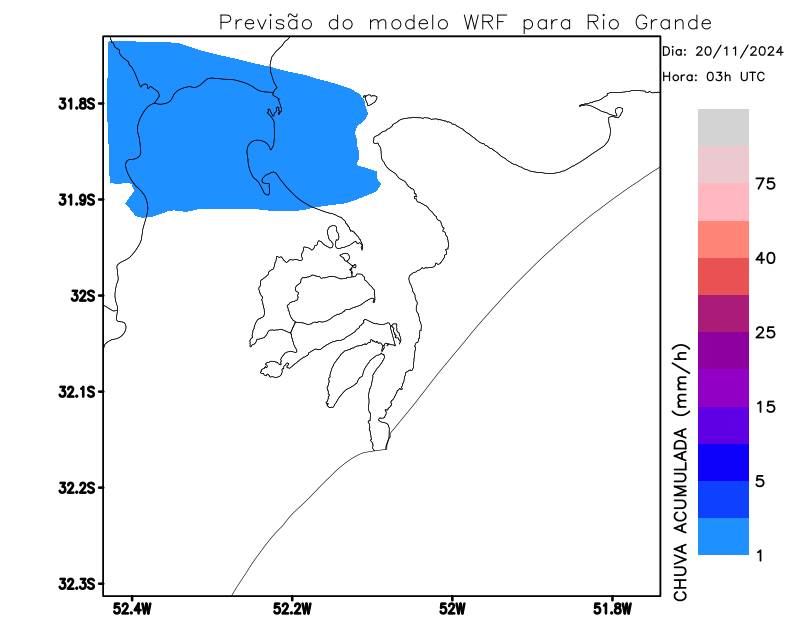 Previsão do modelo WRF para Rio Grande
Dia: 20/11/2024
Hora: 03h UTC
31.8S
31.9S
32S
32.1S
32.2S
32.3S
52.4W
52.2W
52W
51.8W
75
40
25
15
5
1
CHUVA ACUMULADA (mm/h)